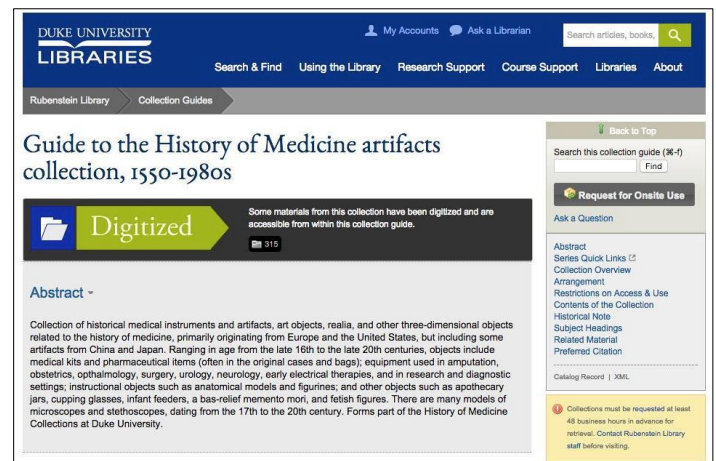 DUKE UNIVERSITY
LIBRARIES
My Accounts Ask a Librarian
Search articles, books,
Search & Find Using the Library Research Support Course Support Libraries About
Rubenstein Library Collection Guides
Guide to the History of Medicine artifacts
collection, 1550-1980s
Digitized
Some materials from this collection have been digitized and are
accessible from within this collection
guide.
315
Abstract
Collection of historical medical instruments and artifacts, art objects, realia, and other three-dimensional objects
related to the history of medicine, primarily originating from Europe and the United States, but including some
artifacts from China and Japan. Ranging in age from the late 16th to the late 20th centuries, objects include
medical kits and pharmaceutical items (often in the original cases and bags); equipment used in amputation,
obstetrics, opthalmology, surgery, urology, neurology, early electrical therapies, and in research and diagnostic
settings; instructional objects such as anatomical models and figurines; and other objects such as apothecary
jars, cupping glasses, infant feeders, a bas-relief memento mori, and fetish figures. There are many models of
microscopes and stethoscopes, dating from the 17th to the 20th century. Forms part of the History of Medicine
Collections at Duke University.
Back to Top
Search this collection guide (⌘-f)
Find
Request for Onsite Use
Ask a Question
Abstract
Series Quick Links
Collection Overview
Arrangement
Restrictions on Access & Use
Contents of the Collection
Historical Note
Subject Headings
Related Material
Preferred Citation
Catalog Record | XML
Collections must be requested at least
48 business hours in advance for
retrieval. Contact Rubenstein Library
staff before visiting.